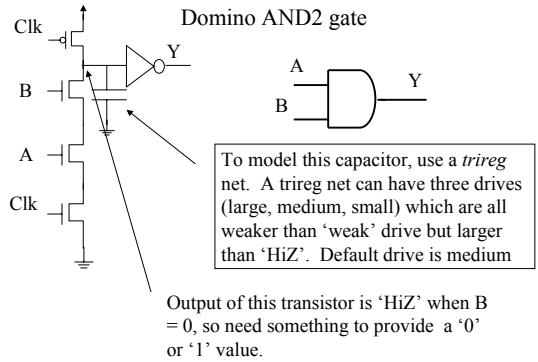 Domino AND2 gate
Clk
Y
B
A
Clk
A
B
Y
To model this capacitor, use a trireg
net. A trireg net can have three drives
(large, medium, small) which are all
weaker than ‘weak’ drive but larger
than ‘HiZ’. Default drive is medium
Output of this transistor is ‘HiZ’ when B
= 0, so need something to provide a ‘0’
or ‘1’ value.